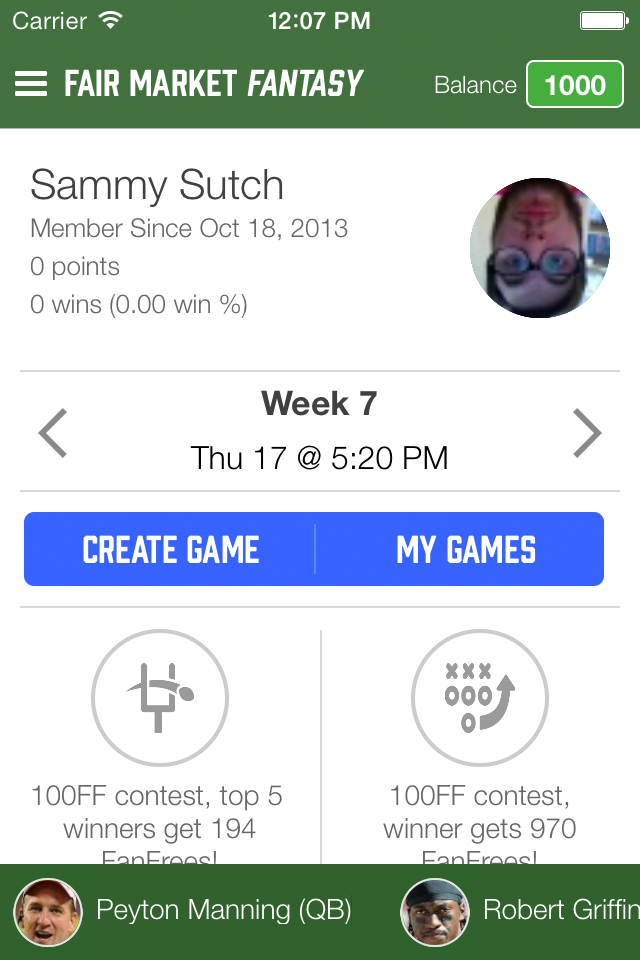 Carrier 12:07 PM
FAIR MARKET FANTASY Balance 1000
Sammy Sutch
Member Since Oct 18, 2013
0 points
0 wins (0.00 win %)
Week 7
Thu 17 @ 5:20 PM
CREATE GAME MY GAMES
100FF contest, top 5
winners get 194
FanFrees!
100FF contest,
winner gets 970
FanFrees!
Peyton Manning (QB) Robert Griffin